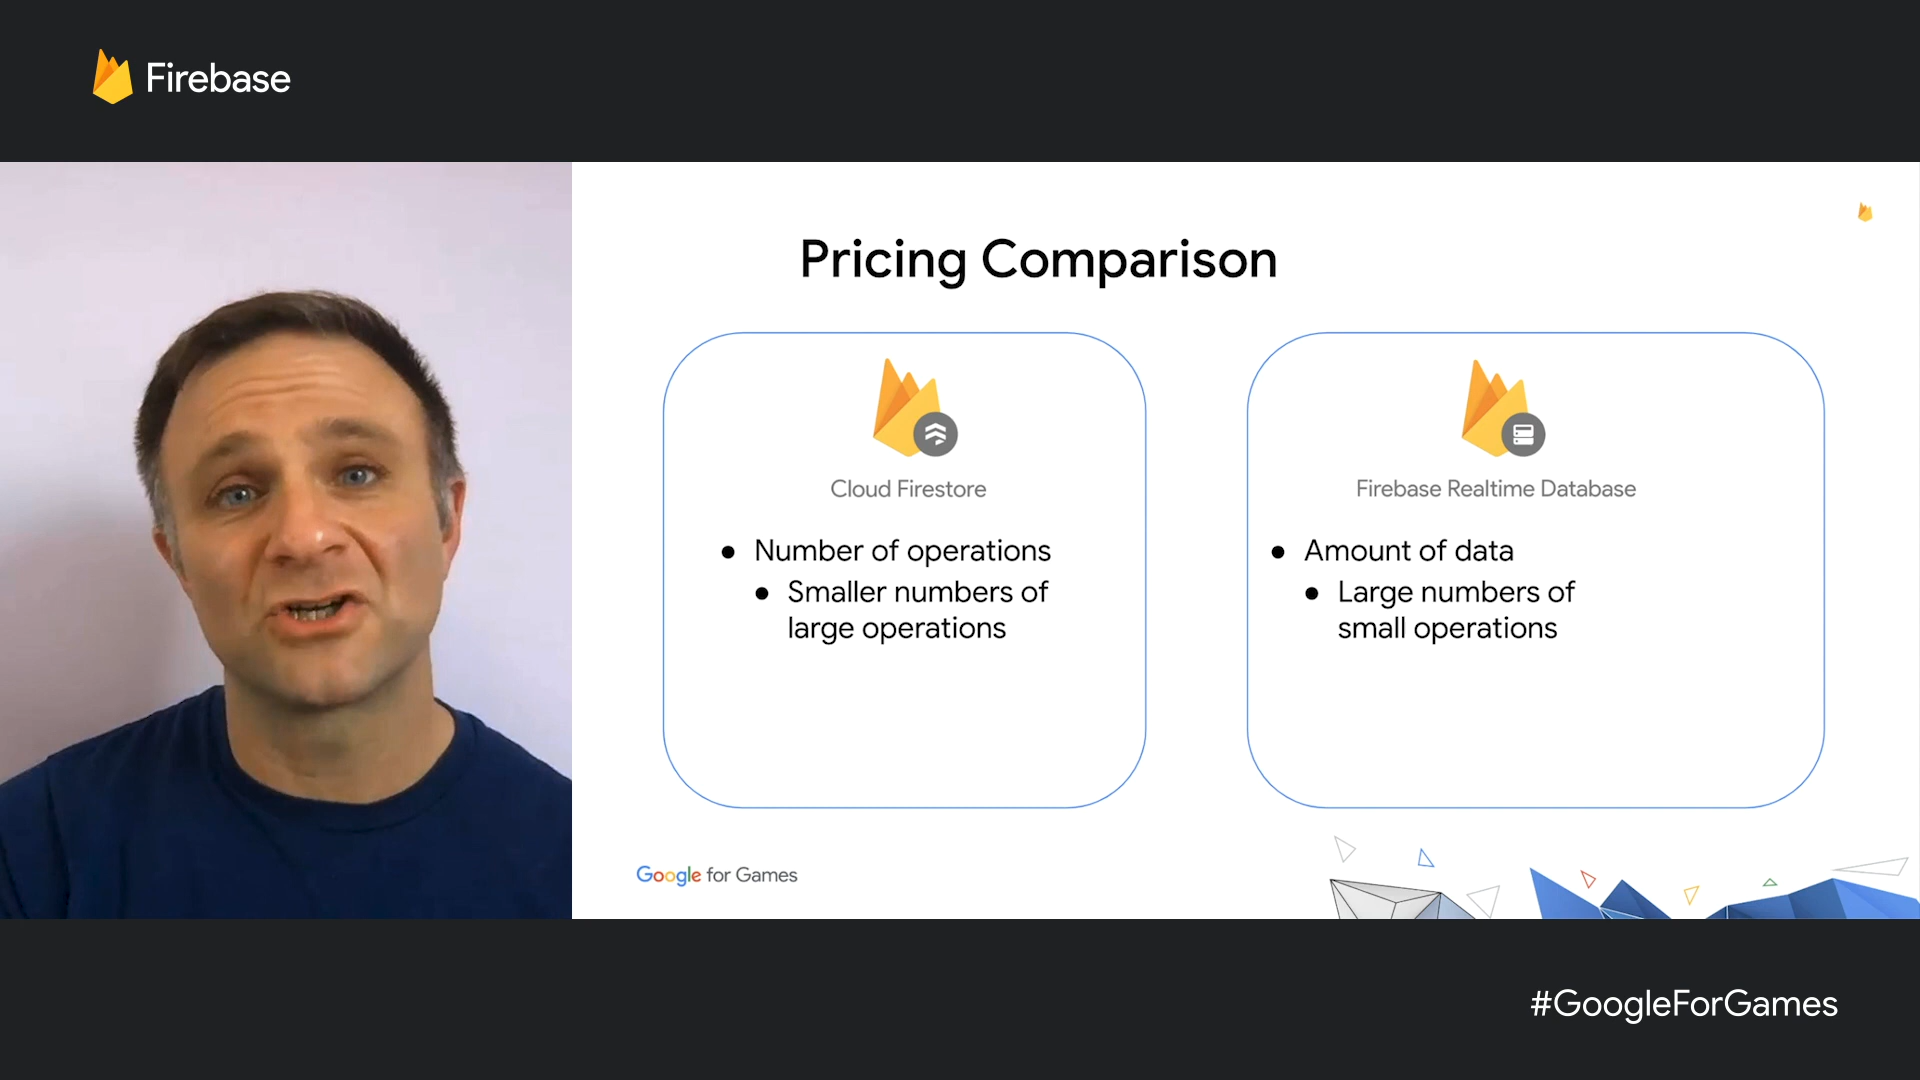 Firebase
Pricing Comparison
Cloud Firestore
● Number of operations
● Smaller numbers of
large operations
Firebase Realtime Database
● Amount of data
● Large numbers of
small operations
Google for Games
#GoogleForGames